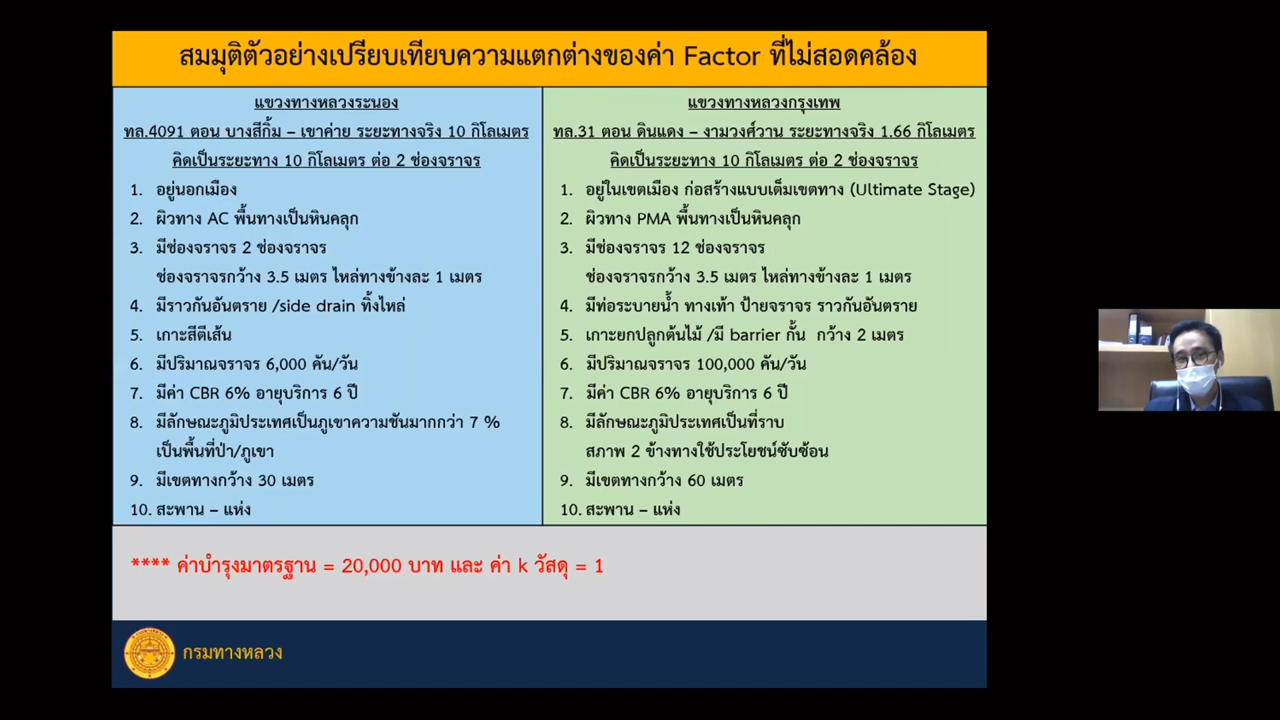 สมมุติตัวอย่างเปรียบเทียบความแตกต่างของค่า Factor ที่ไม่สอดคล้อง
แขวงทางหลวงระนอง
ทล.4091 ตอน บางสีกิ้ม – เขาค่าย ระยะทางจริง 10 กิโลเมตร
คิดเป็นระยะทาง 10 กิโลเมตร ต่อ 2 ช่องจราจร
1. อยู่นอกเมือง
2. ผิวทาง AC พื้นทางเป็นหินคลุก
3. มีช่องจราจร 2 ช่องจราจร
ช่องจราจรกว้าง 3.5 เมตร ไหล่ทางข้างละ 1 เมตร
4. มีราวกันอันตราย /side drain ทิ้งไหล่
5. เกาะสีตีเส้น
6. มีปริมาณจราจร 6,000 คัน/วัน
7. มีค่า CBR 6% อายุบริการ 6 ปี
8. มีลักษณะภูมิประเทศเป็นภูเขาความชันมากกว่า 7 %
เป็นพื้นที่ป่า/ภูเขา
9. มีเขตทางกว้าง 30 เมตร
10. สะพาน – แห่ง
แขวงทางหลวงกรุงเทพ
ทล.31 ตอน ดินแดง – งามวงศ์วาน ระยะทางจริง 1.66 กิโลเมตร
คิดเป็นระยะทาง 10 กิโลเมตร ต่อ 2 ช่องจราจร
1. อยู่ในเขตเมือง ก่อสร้างแบบเต็มเขตทาง (Ultimate Stage)
2. ผิวทาง PMA พื้นทางเป็นหินคลุก
3. มีช่องจราจร 12 ช่องจราจร
ช่องจราจรกว้าง 3.5 เมตร ไหล่ทางข้างละ 1 เมตร
4. มีท่อระบายน้ำ ทางเท้า ป้ายจราจร ราวกันอันตราย
5. เกาะยกปลูกต้นไม้ /มี barrier กั้น กว้าง 2 เมตร
6. มีปริมาณจราจร 100,000 คัน/วัน
7. มีค่า CBR 6% อายุบริการ 6 ปี
8. มีลักษณะภูมิประเทศเป็นที่ราบ
สภาพ 2 ข้างทางใช้ประโยชน์ซับซ้อน
9. มีเขตทางกว้าง 60 เมตร
10. สะพาน – แห่ง
**** ค่าบำรุงมาตรฐาน = 20,000 บาท และ ค่า k วัสดุ = 1
กรมทางหลวง